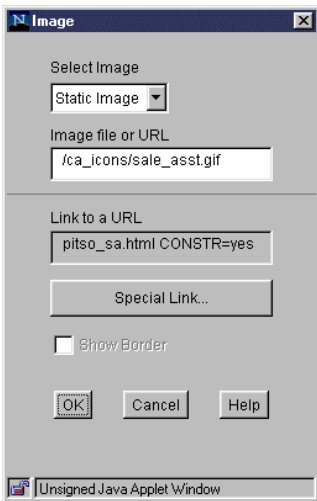 Image
Select Image
Static Image
Image file or URL
/ca_icons/sale_asst.gif
Link to a URL
pitso_sa.html CONSTR=yes
Special Link...
Show Border
OK Cancel Help
Unsigned Java Applet Window